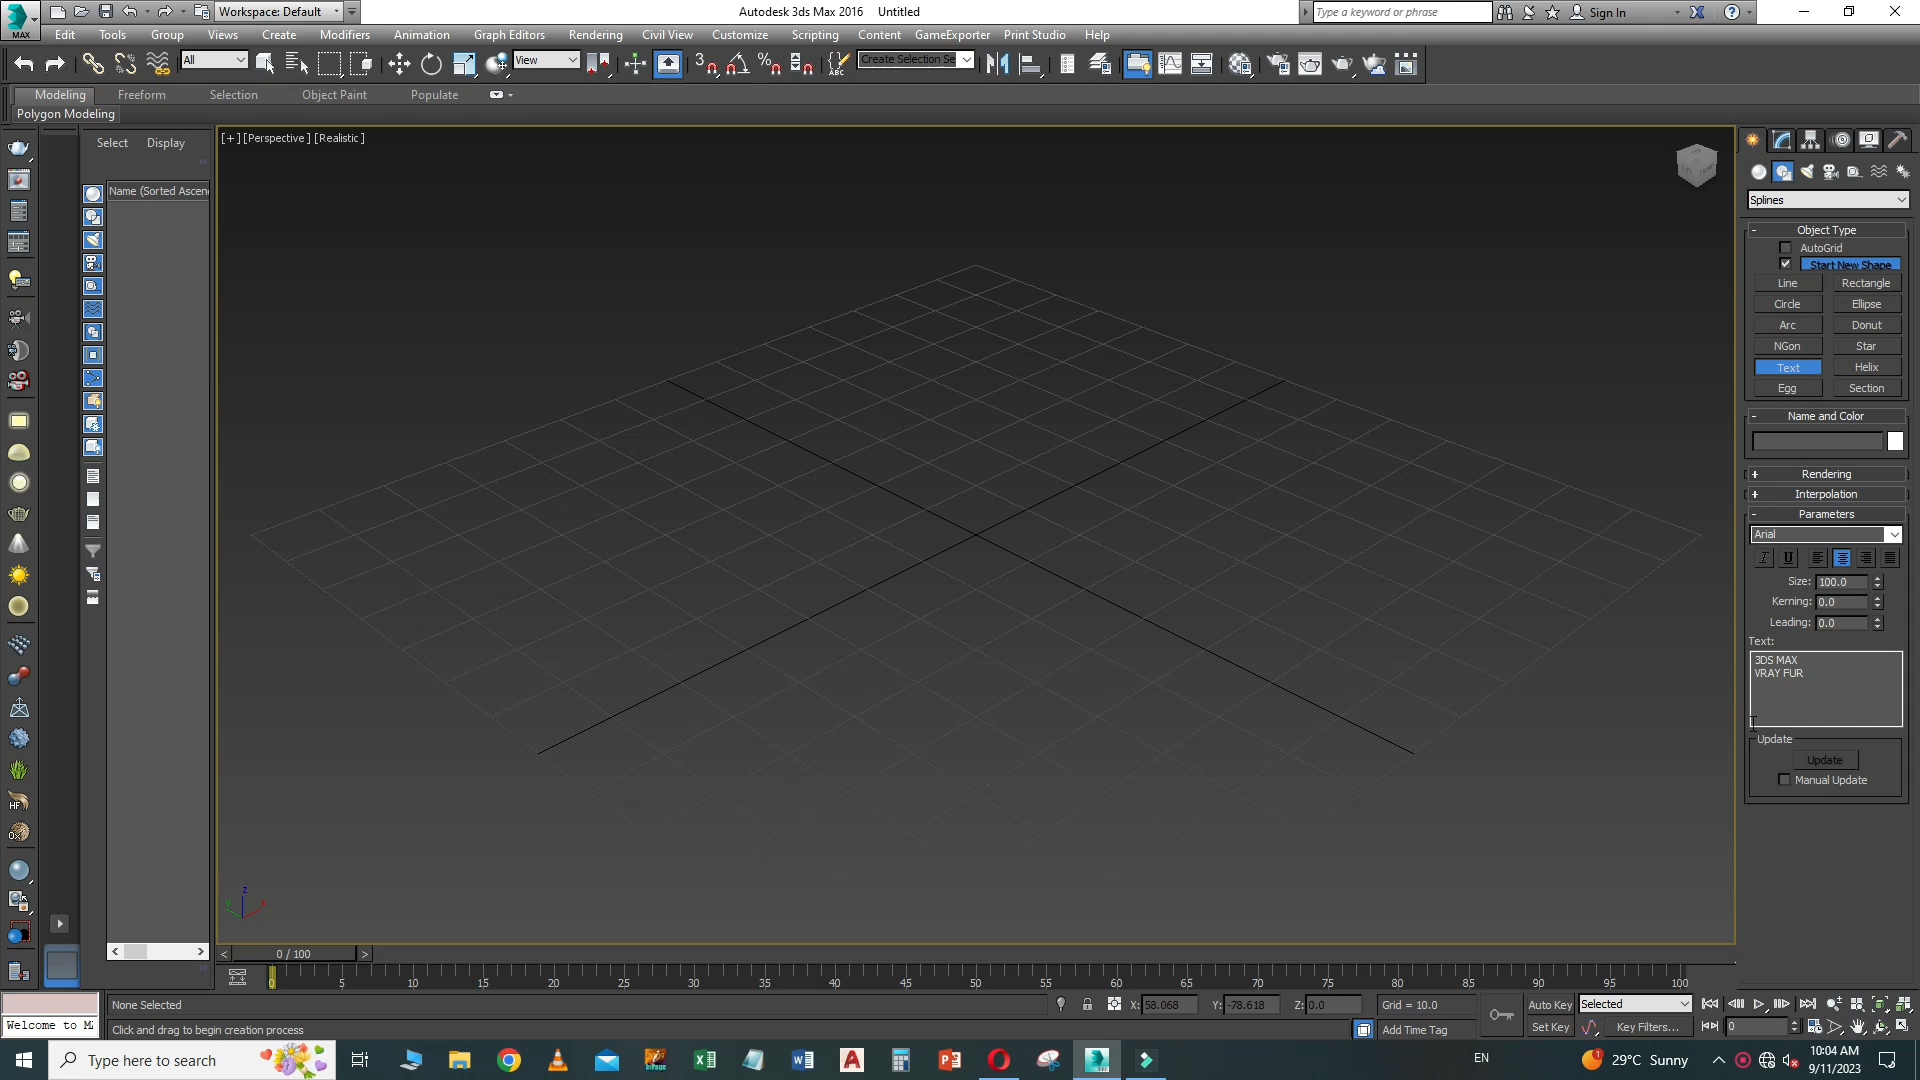 MAX
Workspace: Default
Autodesk 3ds Max 2016 Untitled
Type a keyword or phrase
Sign In
Edit Tools Group Views Create Modifiers Animation Graph Editors Rendering Civil View Customize Scripting Content GameExporter Print Studio Help
All
View
Create Selection Se
Modeling Freeform Selection Object Paint Populate
Polygon Modeling
Select Display
Name (Sorted Ascen
[+] [Perspective] [Realistic]
Splines
- Object Type
AutoGrid
Start New Shape
Line Rectangle
Circle Ellipse
Arc Donut
NGon Star
Text Helix
Egg Section
- Name and Color
+ Rendering
+ Interpolation
- Parameters
Arial
Size: 100.0
Kerning: 0.0
Leading: 0.0
Text:
3DS MAX
VRAY FUR
Update
Update
Manual Update
HF
z
y x
< 0 / 100 >
0 5 10 15 20 25 30 35 40 45 50 55 60 65 70 75 80 85 90 95 100
None Selected
X: 58.068 Y: -78.618 Z: 0.0 Grid = 10.0
Auto Key Selected
Welcome to M
Click and drag to begin creation process
Add Time Tag
Set Key Key Filters... 0
Type here to search
EN
29°C Sunny
10:04 AM
9/11/2023